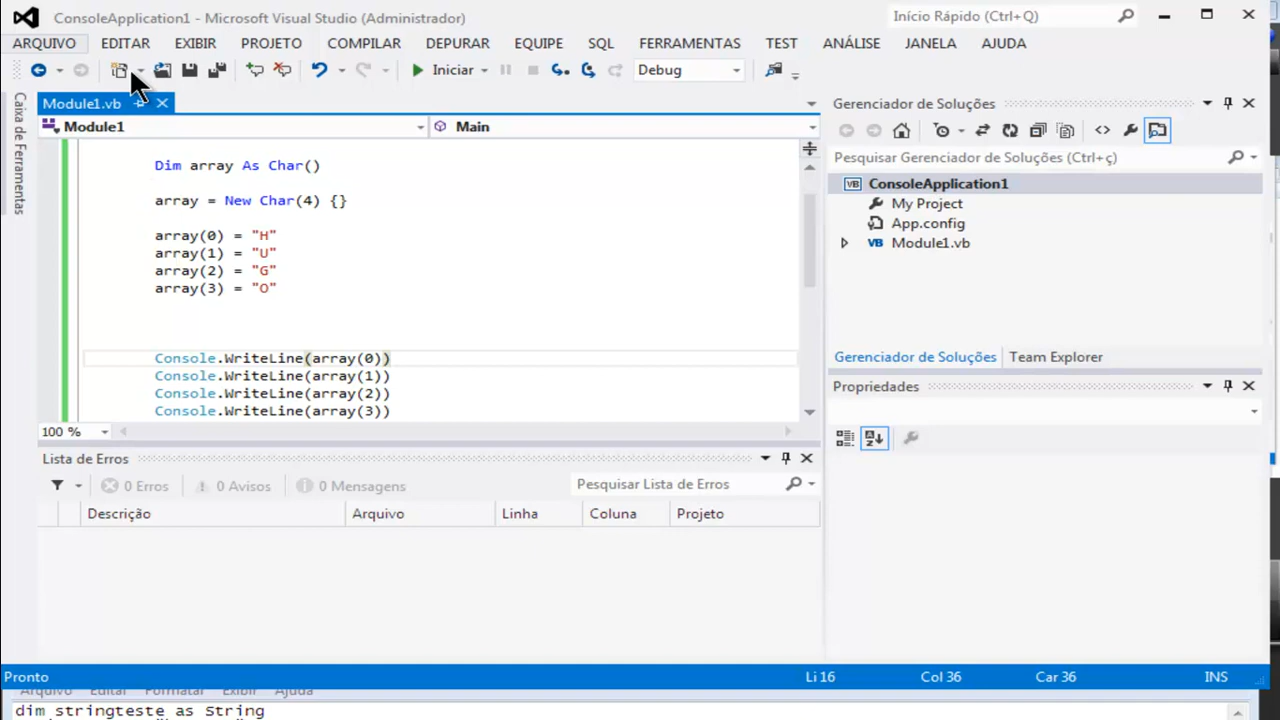 ConsoleApplication1 - Microsoft Visual Studio (Administrador)
Início Rápido (Ctrl+Q)
ARQUIVO EDITAR EXIBIR PROJETO COMPILAR DEPURAR EQUIPE SQL FERRAMENTAS TEST ANÁLISE JANELA AJUDA
Iniciar Debug
Caixa de Ferramentas
Module1.vb
Module1 Main
Dim array As Char()
array = New Char(4) {}
array(0) = "H"
array(1) = "U"
array(2) = "G"
array(3) = "O"
Console.WriteLine(array(0))
Console.WriteLine(array(1))
Console.WriteLine(array(2))
Console.WriteLine(array(3))
100 %
Lista de Erros
0 Erros 0 Avisos 0 Mensagens Pesquisar Lista de Erros
Descrição Arquivo Linha Coluna Projeto
Gerenciador de Soluções
Pesquisar Gerenciador de Soluções (Ctrl+ç)
VB ConsoleApplication1
My Project
App.config
VB Module1.vb
Gerenciador de Soluções Team Explorer
Propriedades
Pronto Li 16 Col 36 Car 36 INS
Arquivo Editar Formatar Exibir Ajuda
dim stringteste as String